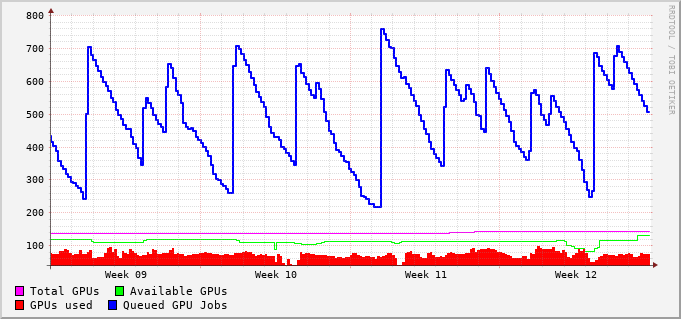 800
700
600
500
400
300
200
100
Week 09 Week 10 Week 11 Week 12
Total GPUs Available GPUs
GPUs used Queued GPU Jobs
RRDTOOL / TOBI OETIKER